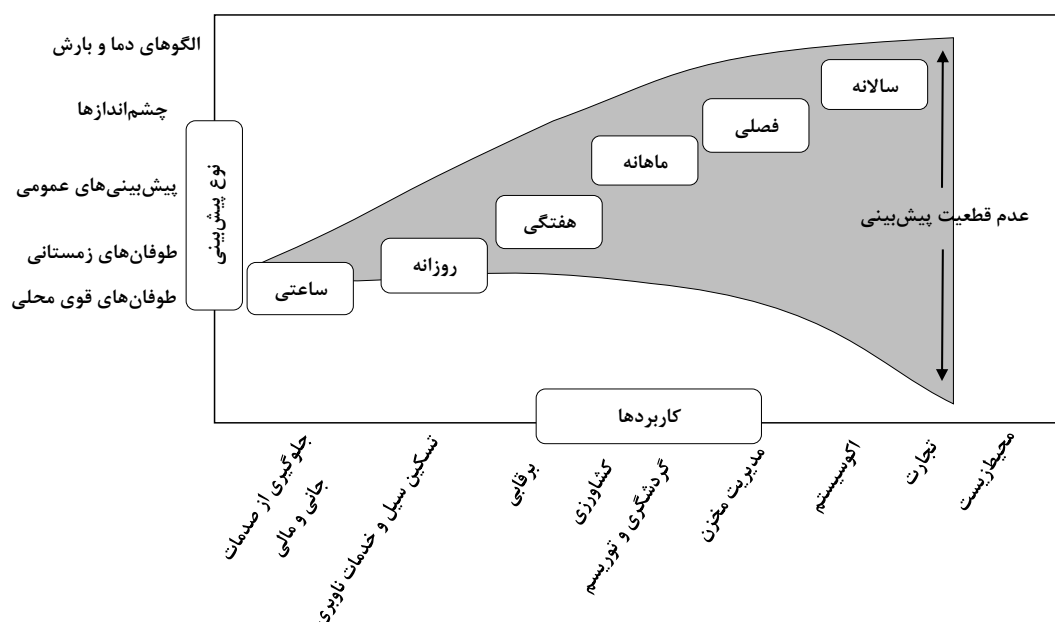 الگوهای دما و بارش
چشم‌اندازها
پیش‌بینی‌های عمومی
طوفان‌های زمستانی
طوفان‌های قوی محلی
نوع پیش‌بینی
سالانه
فصلی
ماهانه
هفتگی
روزانه
ساعتی
عدم قطعیت پیش‌بینی
کاربردها
جلوگیری از صدمات
جانی و مالی
تسکین سیل و خدمات ناوبری
برقابی
کشاورزی
گردشگری و توریسم
مدیریت مخزن
اکوسیستم
تجارت
محیط‌زیست